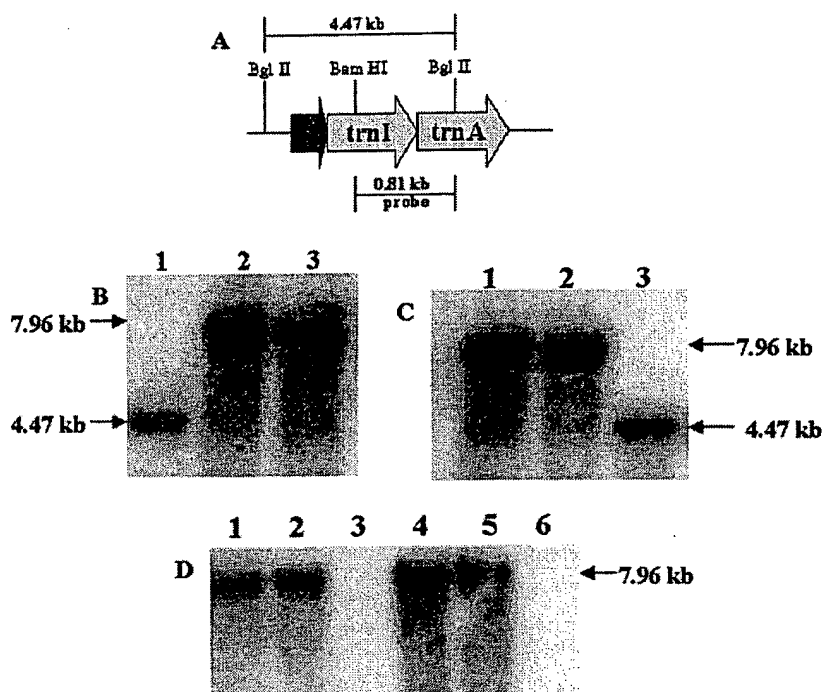 A
4.47 kb
Bgl II Bam HI Bgl II
trnI trnA
0.81 kb
probe
B
1 2 3
7.96 kb
4.47 kb
C
1 2 3
7.96 kb
4.47 kb
D
1 2 3 4 5 6
7.96 kb